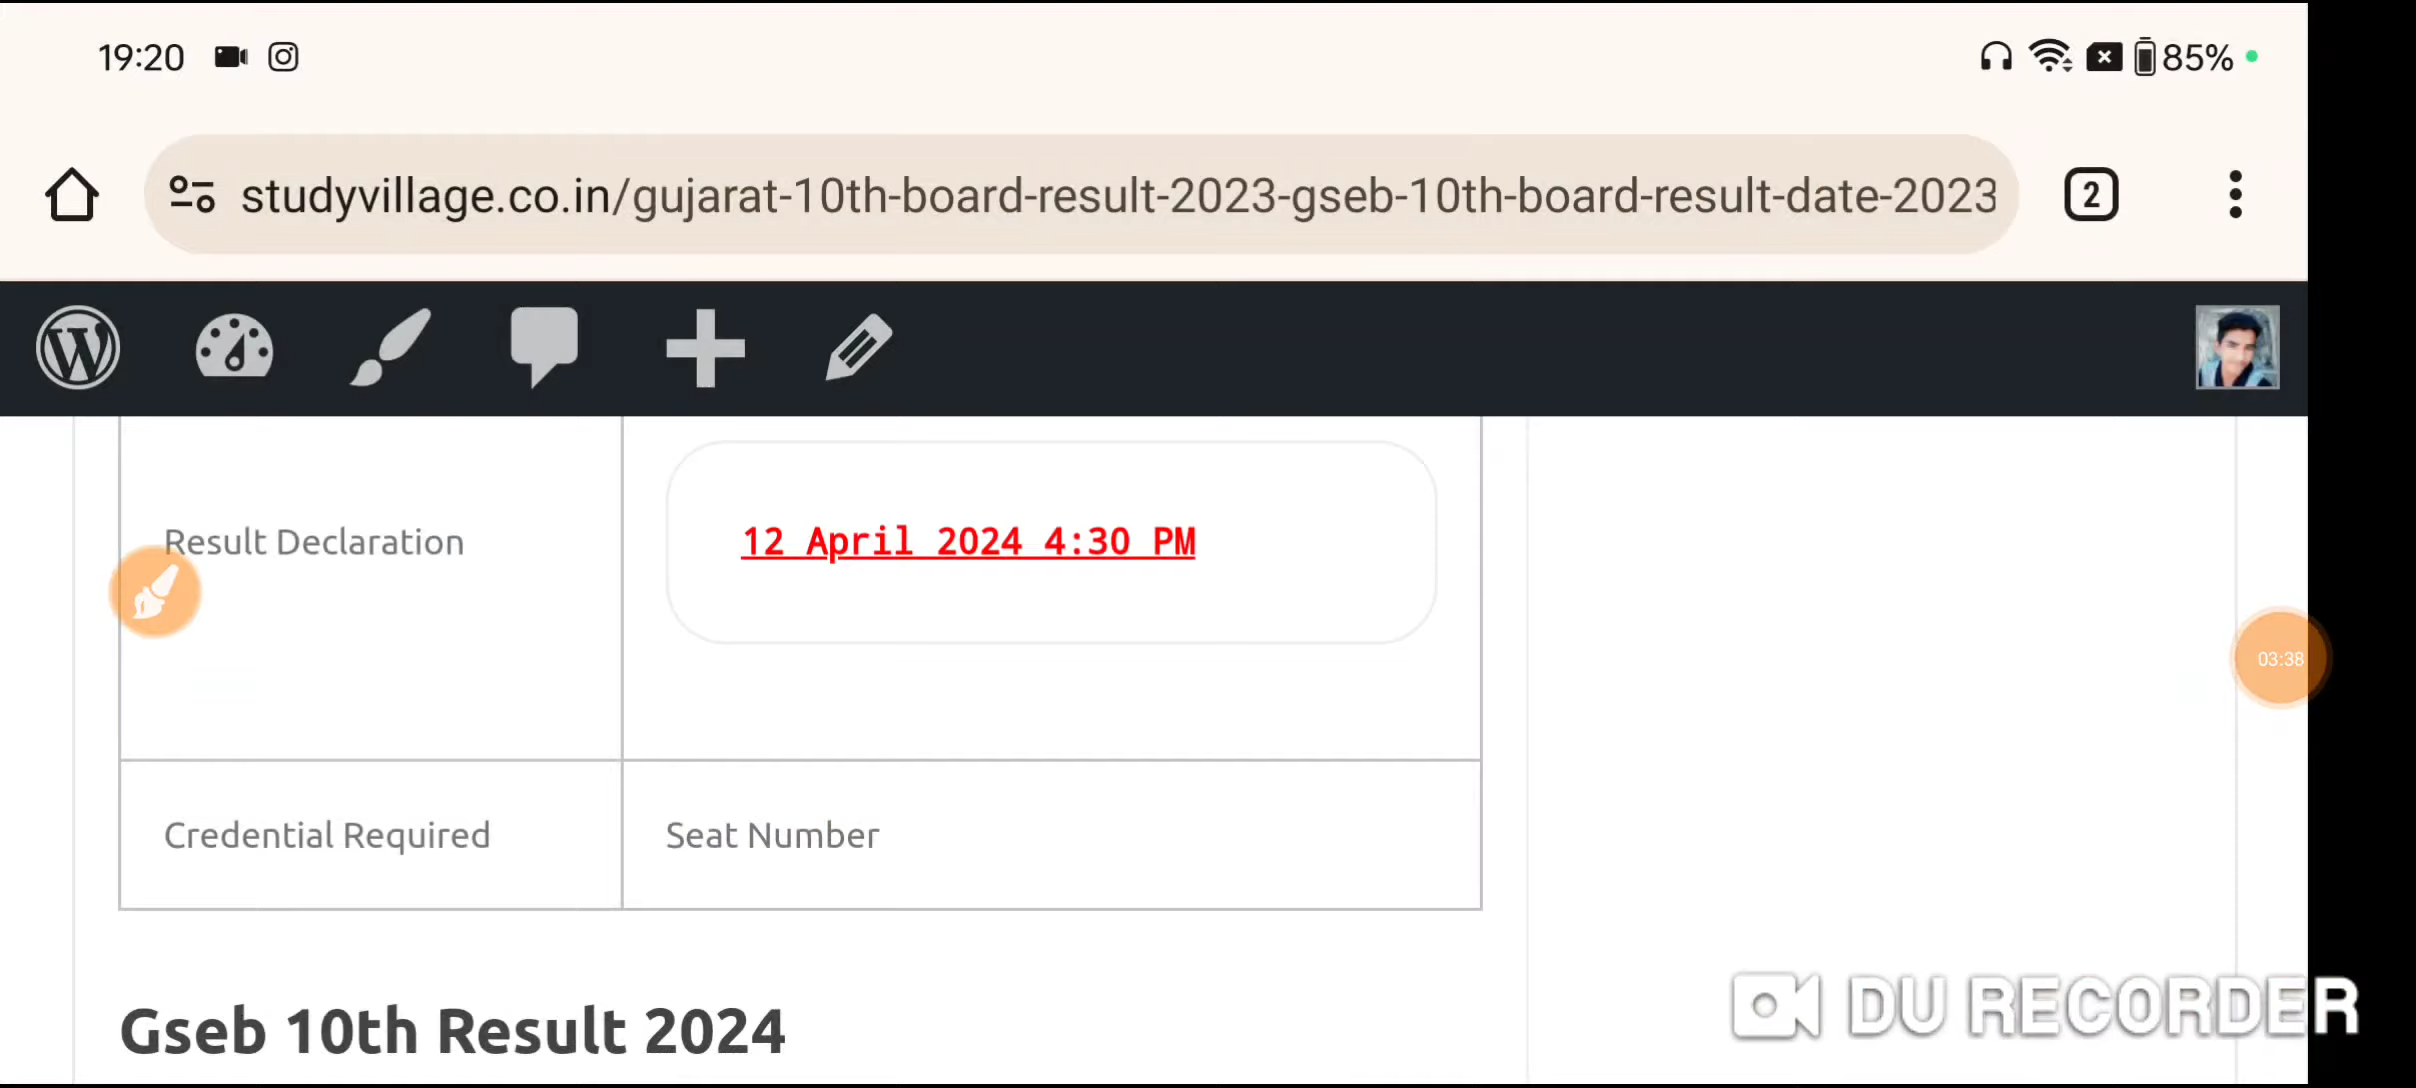 19:20
85%
studyvillage.co.in/gujarat-10th-board-result-2023-gseb-10th-board-result-date-2023
2
Result Declaration
12 April 2024 4:30 PM
03:38
Credential Required
Seat Number
Gseb 10th Result 2024
DU RECORDER